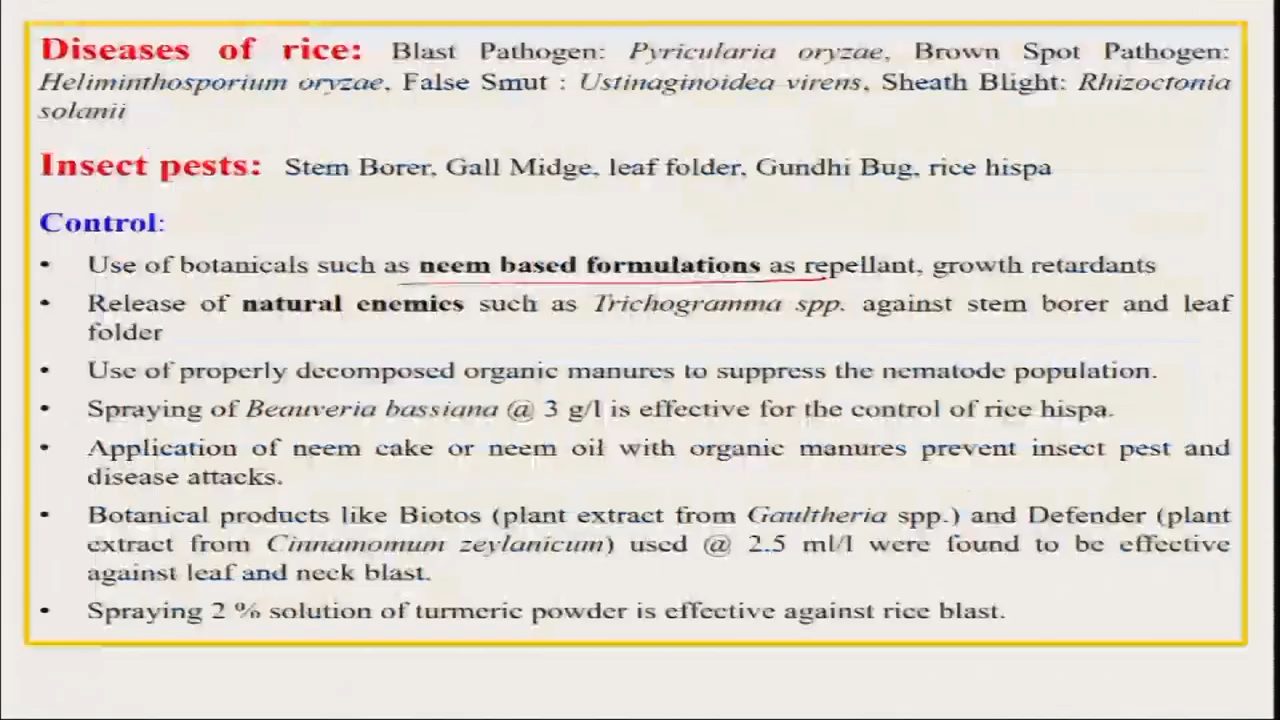 Diseases of rice: Blast Pathogen: Pyricularia oryzae, Brown Spot Pathogen:
Heliminthosporium oryzae, False Smut : Ustinaginoidea virens, Sheath Blight: Rhizoctonia
solanii
Insect pests: Stem Borer, Gall Midge, leaf folder, Gundhi Bug, rice hispa
Control:
• Use of botanicals such as neem based formulations as repellant, growth retardants
• Release of natural enemies such as Trichogramma spp. against stem borer and leaf
folder
• Use of properly decomposed organic manures to suppress the nematode population.
• Spraying of Beauveria bassiana @ 3 g/l is effective for the control of rice hispa.
• Application of neem cake or neem oil with organic manures prevent insect pest and
disease attacks.
• Botanical products like Biotos (plant extract from Gaultheria spp.) and Defender (plant
extract from Cinnamomum zeylanicum) used @ 2.5 ml/l were found to be effective
against leaf and neck blast.
• Spraying 2 % solution of turmeric powder is effective against rice blast.